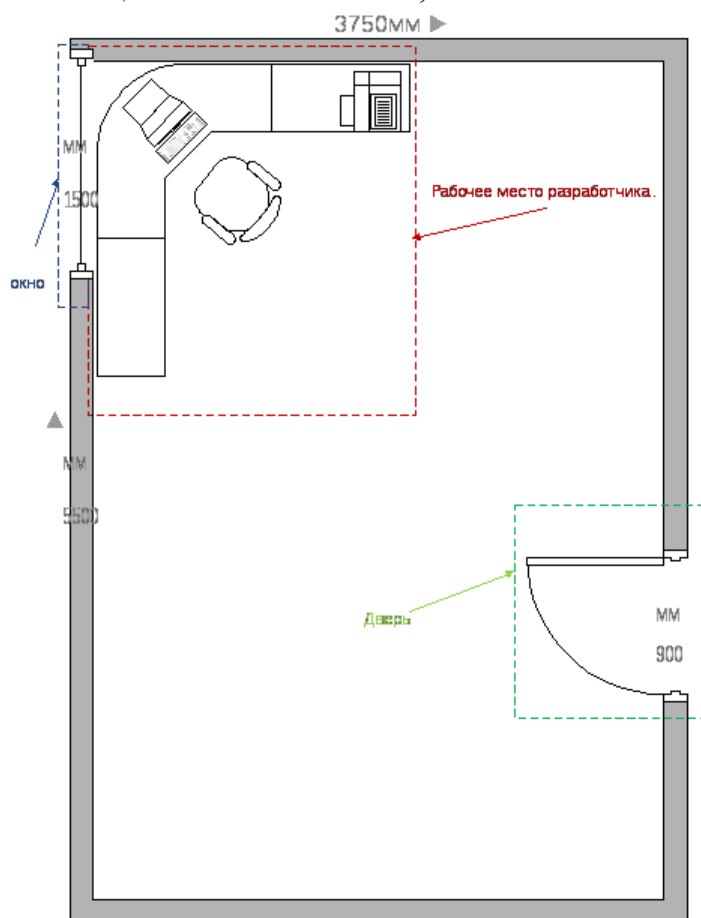 3750мм
мм
1500
Рабочее место разработчика.
окно
мм
5500
Дверь
мм
900